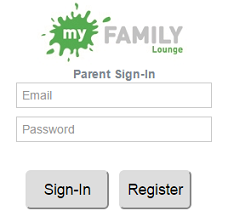 my FAMILY
Lounge
Parent Sign-In
Email
Password
Sign-In Register